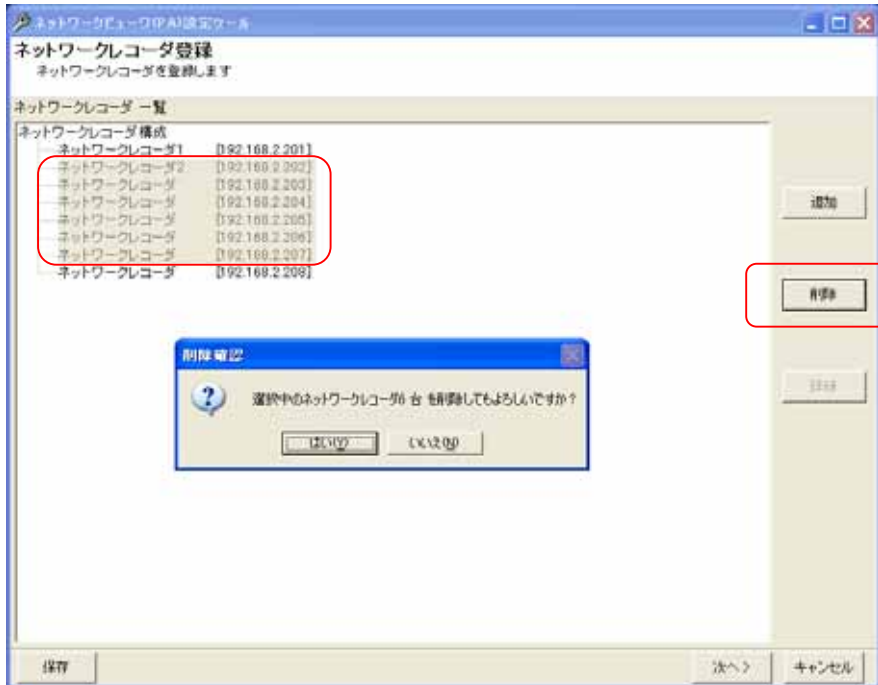 ネットワークビューワ(PA)設定ツール
ネットワークレコーダ登録
ネットワークレコーダを登録します
ネットワークレコーダ 一覧
ネットワークレコーダ構成
ネットワークレコーダ1 [192.168.2.201]
ネットワークレコーダ2 [192.168.2.202]
ネットワークレコーダ [192.168.2.203]
ネットワークレコーダ [192.168.2.204]
ネットワークレコーダ [192.168.2.205]
ネットワークレコーダ [192.168.2.206]
ネットワークレコーダ [192.168.2.207]
ネットワークレコーダ [192.168.2.208]
追加
削除
削除確認
選択中のネットワークレコーダ6 台 を削除してもよろしいですか?
はい(Y) いいえ(N)
保存 次へ> キャンセル